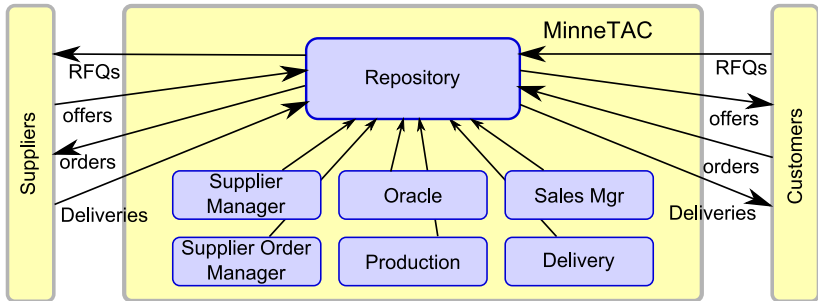 MinneTAC
Suppliers
RFQs
offers
orders
Deliveries
Repository
RFQs
offers
orders
Deliveries
Customers
Supplier
Manager
Oracle
Sales Mgr
Supplier Order
Manager
Production
Delivery